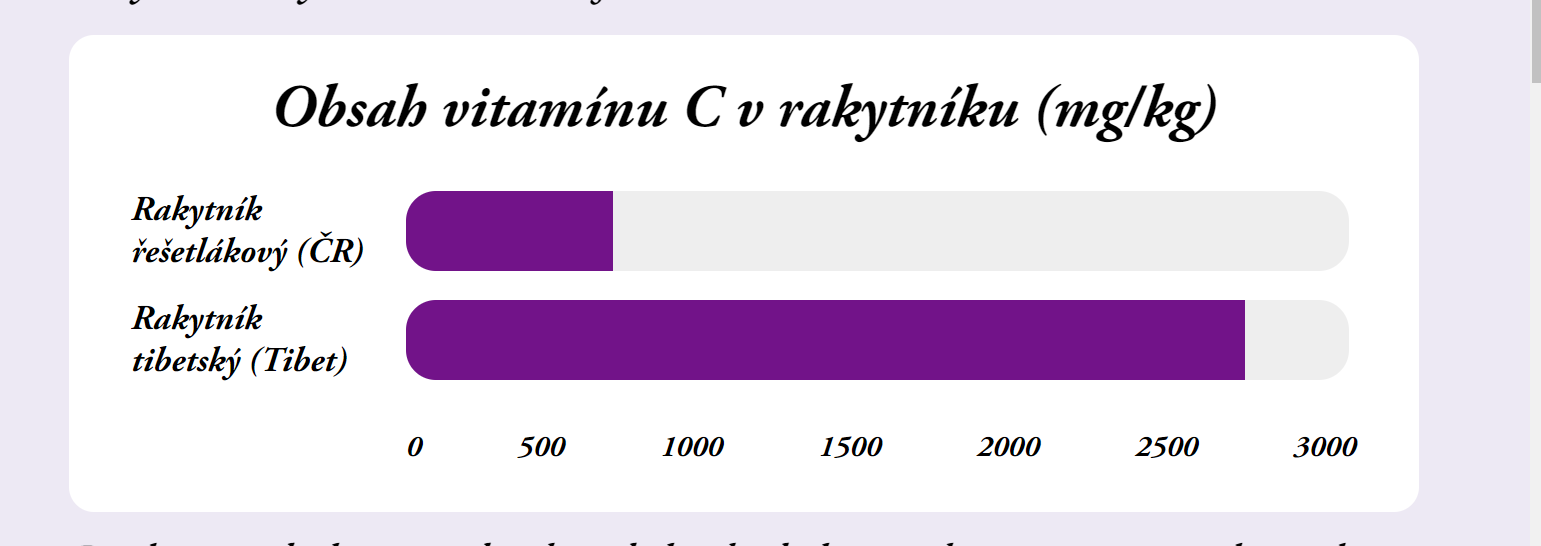 Obsah vitamínu C v rakytníku (mg/kg)
Rakytník
řešetlákový (ČR)
Rakytník
tibetský (Tibet)
0 500 1000 1500 2000 2500 3000